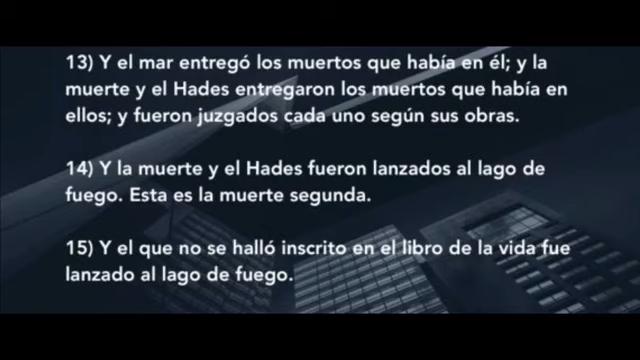 13) Y el mar entregó los muertos que había en él; y la
muerte y el Hades entregaron los muertos que había en
ellos; y fueron juzgados cada uno según sus obras.
14) Y la muerte y el Hades fueron lanzados al lago de
fuego. Esta es la muerte segunda.
15) Y el que no se halló inscrito en el libro de la vida fue
lanzado al lago de fuego.